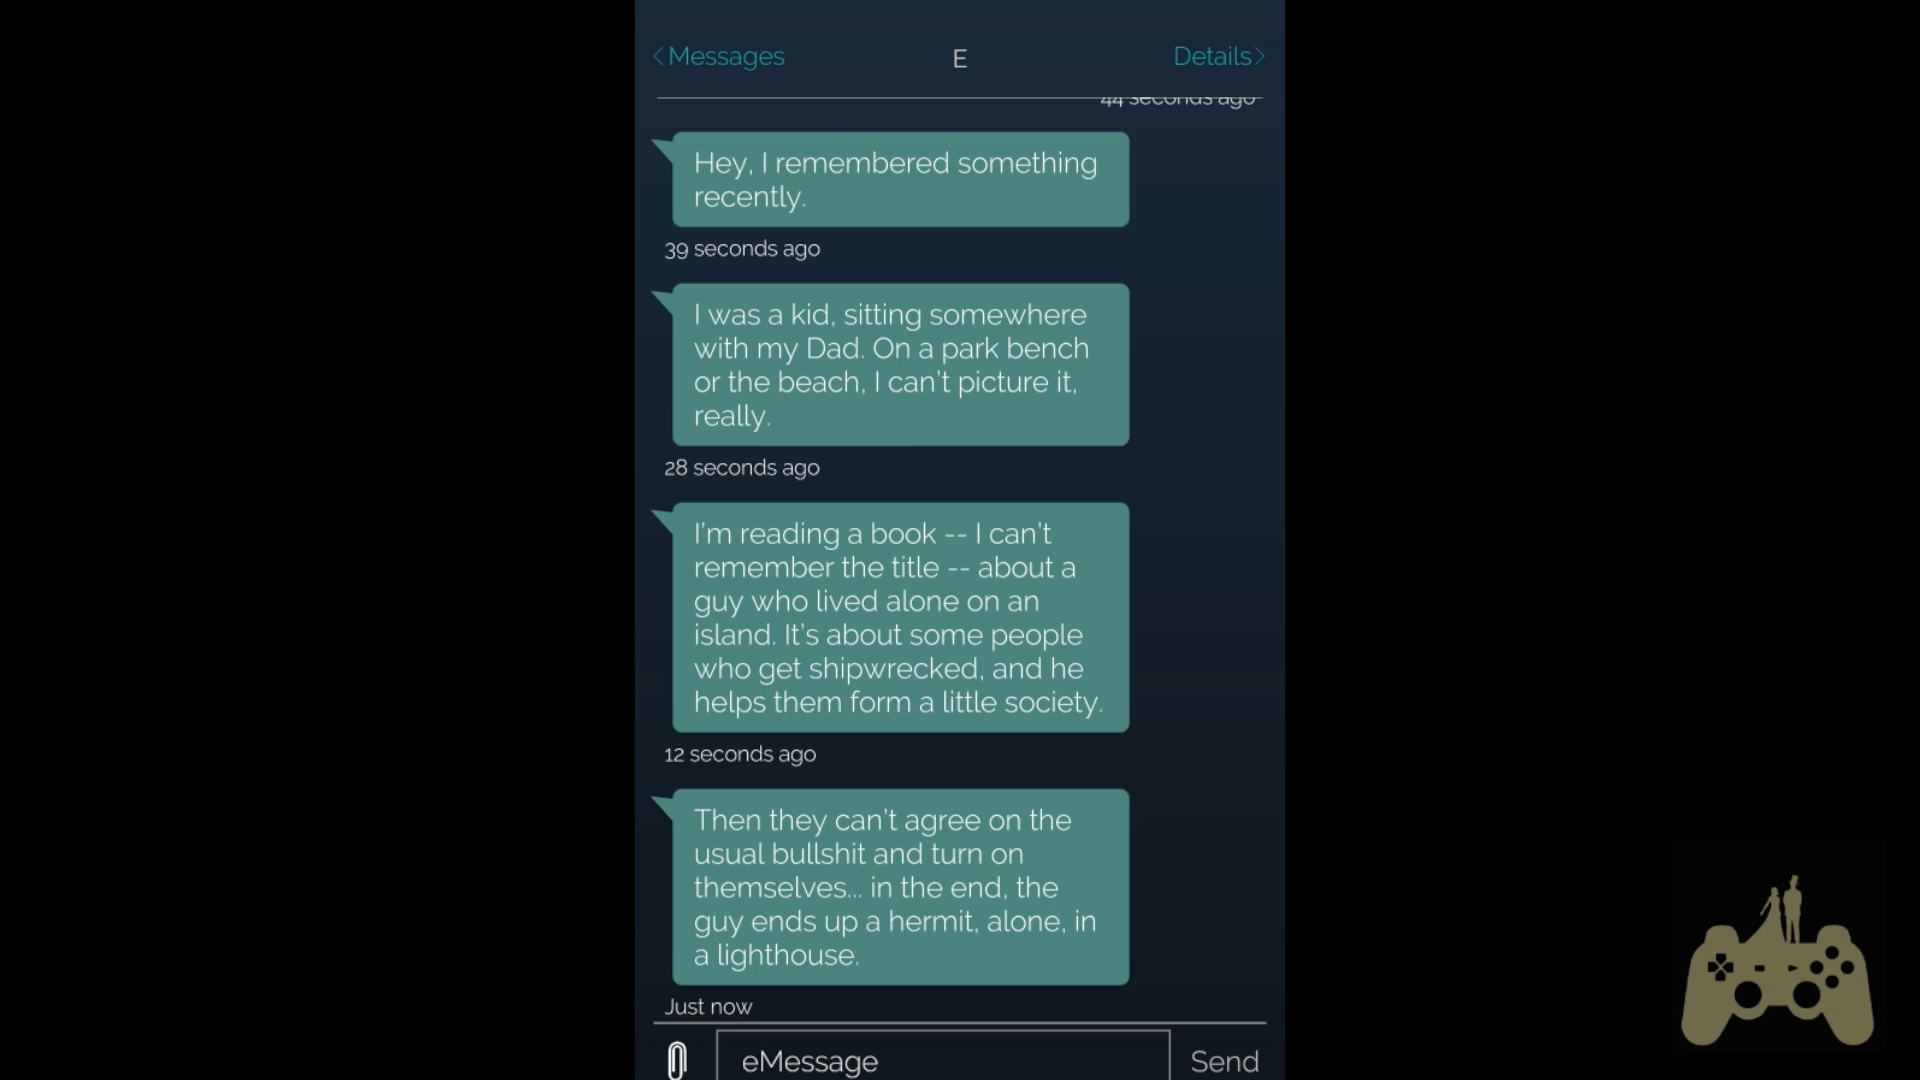 Messages
E
Details
44 seconds ago
Hey, I remembered something
recently.
39 seconds ago
I was a kid, sitting somewhere
with my Dad. On a park bench
or the beach, I can't picture it,
really.
28 seconds ago
I'm reading a book -- I can't
remember the title -- about a
guy who lived alone on an
island. It's about some people
who get shipwrecked, and he
helps them form a little society.
12 seconds ago
Then they can't agree on the
usual bullshit and turn on
themselves... in the end, the
guy ends up a hermit, alone, in
a lighthouse.
Just now
eMessage
Send